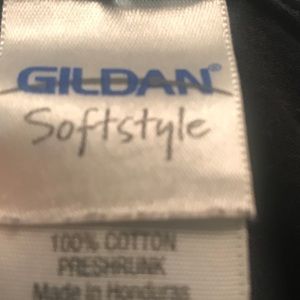 GILDAN®
Softstyle
100% COTTON
PRESHRUNK
Made in Honduras